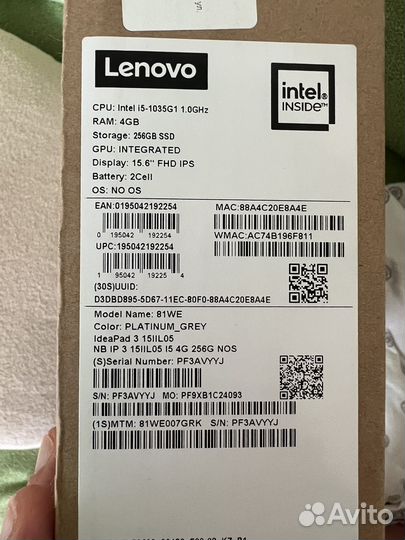 Lenovo
intel®
INSIDE™
CPU: Intel i5-1035G1 1.0GHz
RAM: 4GB
Storage: 256GB SSD
GPU: INTEGRATED
Display: 15.6" FHD IPS
Battery: 2Cell
OS: NO OS
EAN:0195042192254 MAC:88A4C20E8A4E
0 195042 192254 WMAC:AC74B196F811
UPC:195042192254
1 95042 19225 4
(30S)UUID:
D3DBD895-5D67-11EC-80F0-88A4C20E8A4E
Model Name: 81WE
Color: PLATINUM_GREY
IdeaPad 3 15IIL05
NB IP 3 15IIL05 I5 4G 256G NOS
(S)Serial Number: PF3AVYYJ
S/N: PF3AVYYJ MO: PF9XB1C24093
(1S)MTM: 81WE007GRK S/N: PF3AVYYJ
Avito